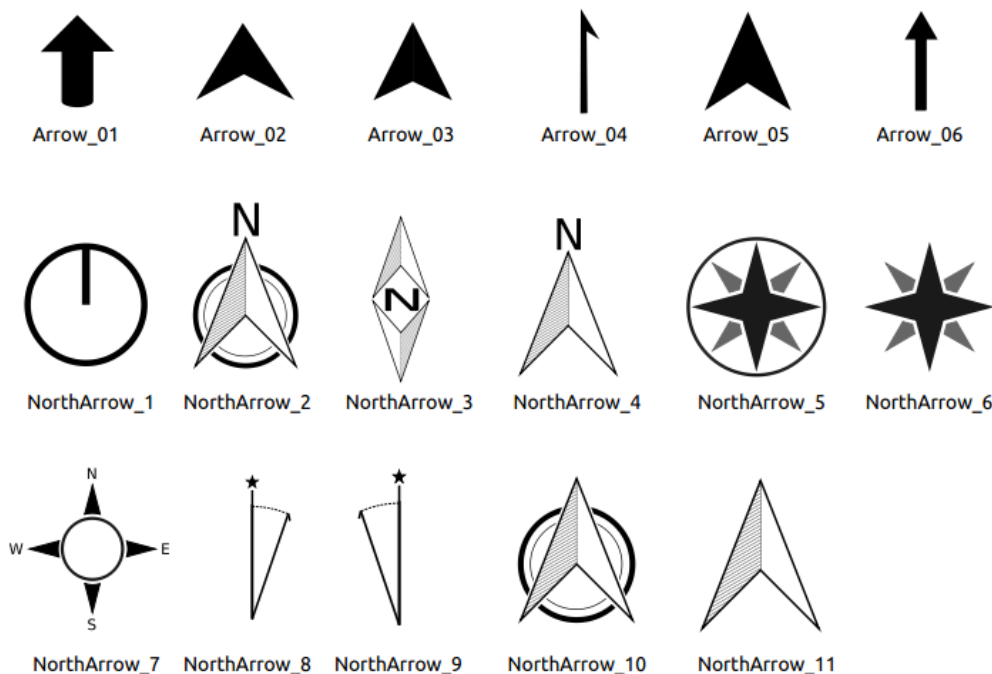 Arrow_01 Arrow_02 Arrow_03 Arrow_04 Arrow_05 Arrow_06
N N
N
NorthArrow_1 NorthArrow_2 NorthArrow_3 NorthArrow_4 NorthArrow_5 NorthArrow_6
N
W E
S
NorthArrow_7 NorthArrow_8 NorthArrow_9 NorthArrow_10 NorthArrow_11